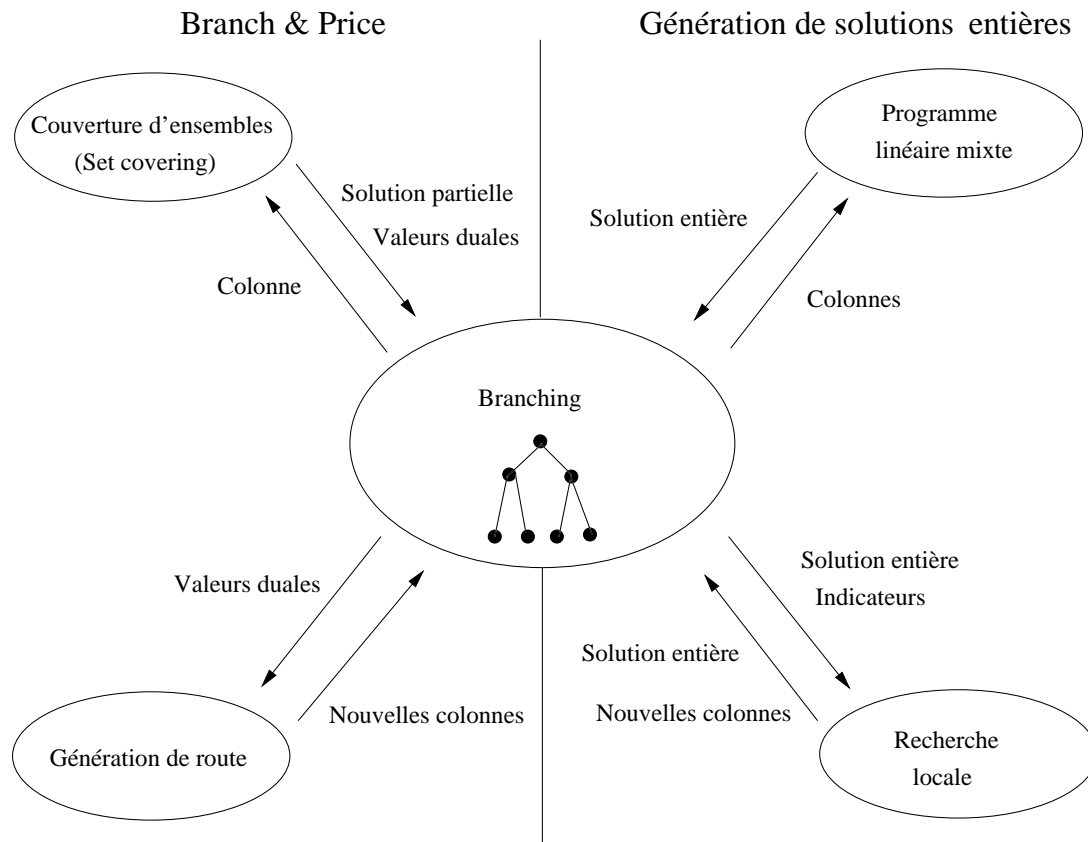 Branch & Price
Génération de solutions entières
Couverture d'ensembles
(Set covering)
Programme
linéaire mixte
Solution partielle
Valeurs duales
Colonne
Solution entière
Colonnes
Branching
Valeurs duales
Nouvelles colonnes
Solution entière
Indicateurs
Solution entière
Nouvelles colonnes
Génération de route
Recherche
locale